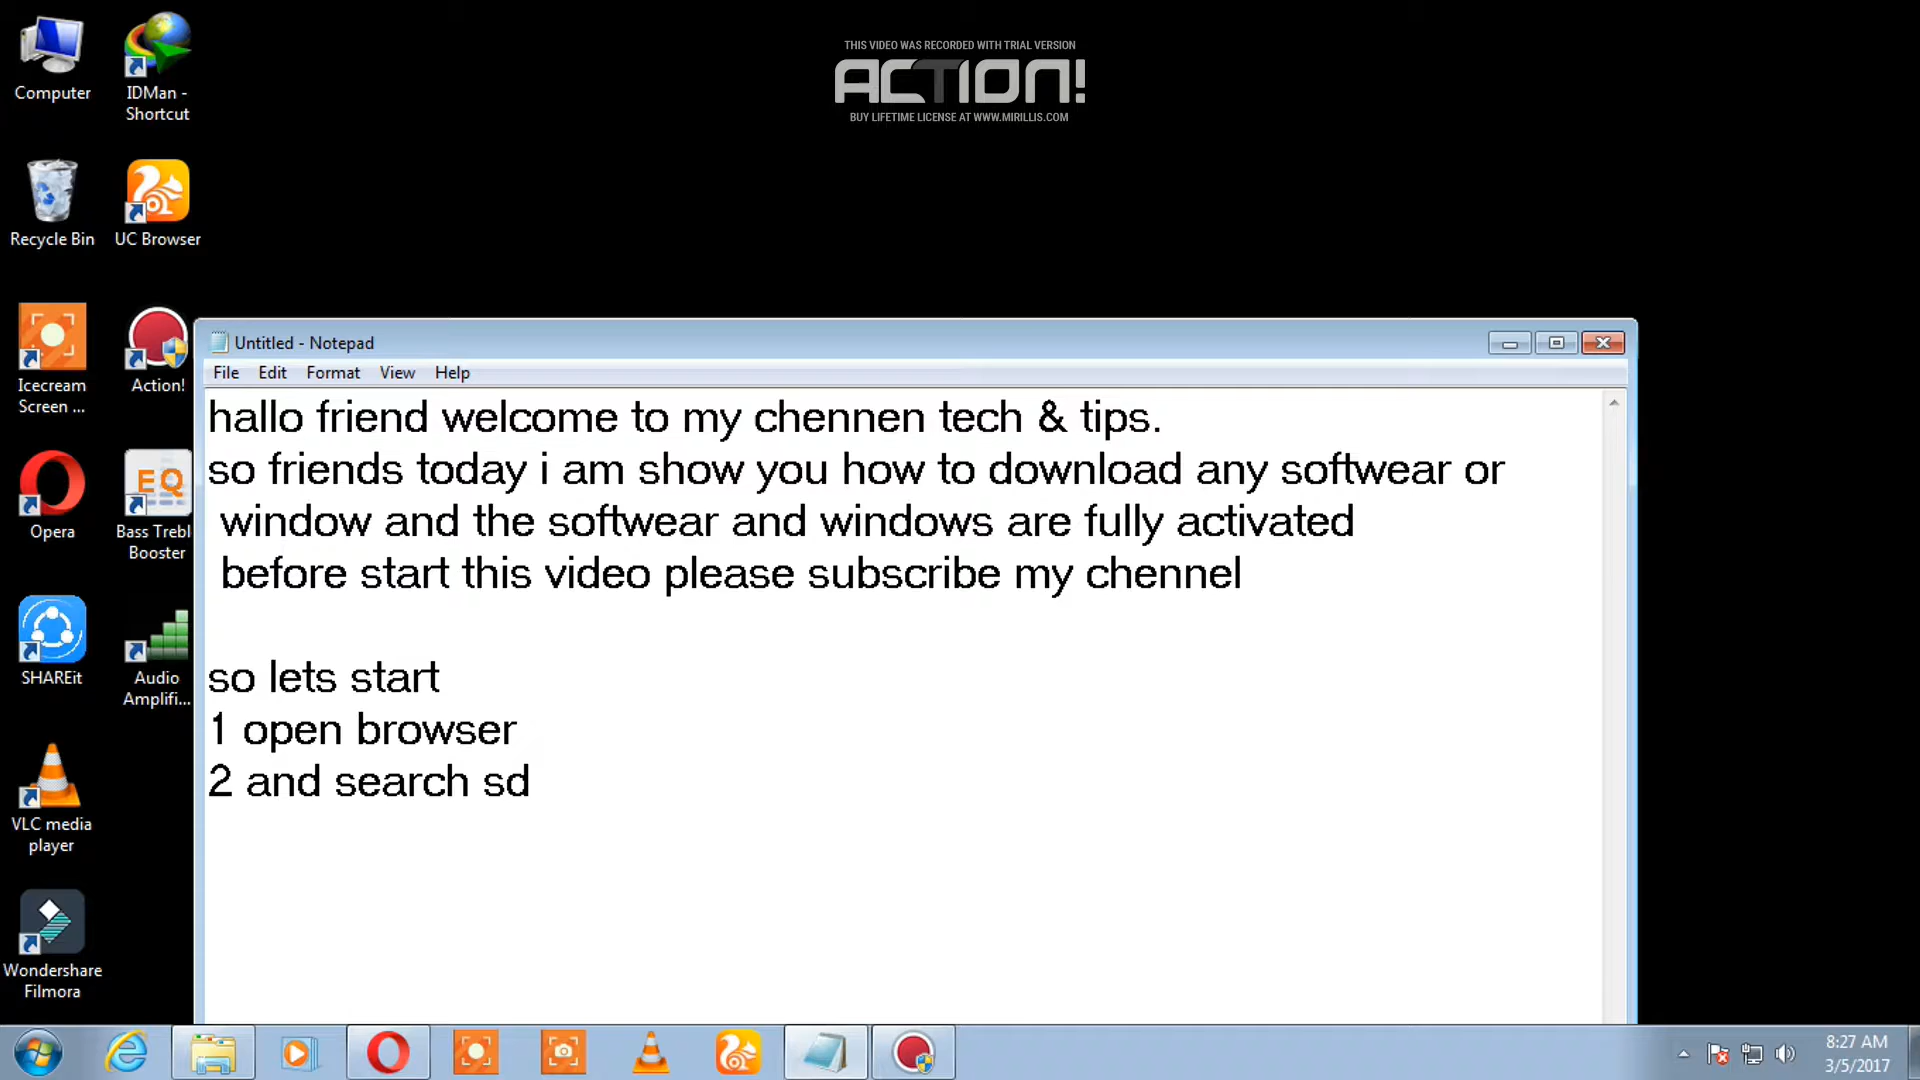 THIS VIDEO WAS RECORDED WITH TRIAL VERSION
ACTION!
BUY LIFETIME LICENSE AT WWW.MIRILLIS.COM
Computer
IDMan -
Shortcut
Recycle Bin
UC Browser
Icecream
Screen ...
Action!
Opera
EQ
Bass Trebl
Booster
SHAREit
Audio
Amplifi...
VLC media
player
Wondershare
Filmora
Untitled - Notepad
File Edit Format View Help
hallo friend welcome to my chennen tech & tips.
so friends today i am show you how to download any softwear or
window and the softwear and windows are fully activated
before start this video please subscribe my chennel
so lets start
1 open browser
2 and search sd
8:27 AM
3/5/2017